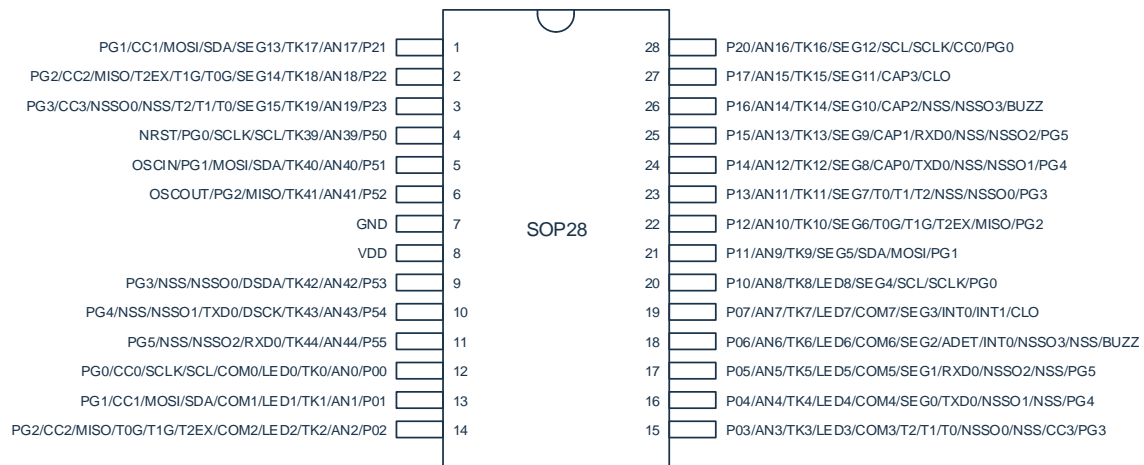 PG1/CC1/MOSI/SDA/SEG13/TK17/AN17/P21 1 28 P20/AN16/TK16/SEG12/SCL/SCLK/CC0/PG0
PG2/CC2/MISO/T2EX/T1G/T0G/SEG14/TK18/AN18/P22 2 27 P17/AN15/TK15/SEG11/CAP3/CLO
PG3/CC3/NSSO0/NSS/T2/T1/T0/SEG15/TK19/AN19/P23 3 26 P16/AN14/TK14/SEG10/CAP2/NSS/NSSO3/BUZZ
NRST/PG0/SCLK/SCL/TK39/AN39/P50 4 25 P15/AN13/TK13/SEG9/CAP1/RXD0/NSS/NSSO2/PG5
OSCIN/PG1/MOSI/SDA/TK40/AN40/P51 5 24 P14/AN12/TK12/SEG8/CAP0/TXD0/NSS/NSSO1/PG4
OSCOUT/PG2/MISO/TK41/AN41/P52 6 23 P13/AN11/TK11/SEG7/T0/T1/T2/NSS/NSSO0/PG3
GND 7 22 P12/AN10/TK10/SEG6/T0G/T1G/T2EX/MISO/PG2
SOP28
VDD 8 21 P11/AN9/TK9/SEG5/SDA/MOSI/PG1
PG3/NSS/NSSO0/DSDA/TK42/AN42/P53 9 20 P10/AN8/TK8/LED8/SEG4/SCL/SCLK/PG0
PG4/NSS/NSSO1/TXD0/DSCK/TK43/AN43/P54 10 19 P07/AN7/TK7/LED7/COM7/SEG3/INT0/INT1/CLO
PG5/NSS/NSSO2/RXD0/TK44/AN44/P55 11 18 P06/AN6/TK6/LED6/COM6/SEG2/ADET/INT0/NSSO3/NSS/BUZZ
PG0/CC0/SCLK/SCL/COM0/LED0/TK0/AN0/P00 12 17 P05/AN5/TK5/LED5/COM5/SEG1/RXD0/NSSO2/NSS/PG5
PG1/CC1/MOSI/SDA/COM1/LED1/TK1/AN1/P01 13 16 P04/AN4/TK4/LED4/COM4/SEG0/TXD0/NSSO1/NSS/PG4
PG2/CC2/MISO/T0G/T1G/T2EX/COM2/LED2/TK2/AN2/P02 14 15 P03/AN3/TK3/LED3/COM3/T2/T1/T0/NSSO0/NSS/CC3/PG3